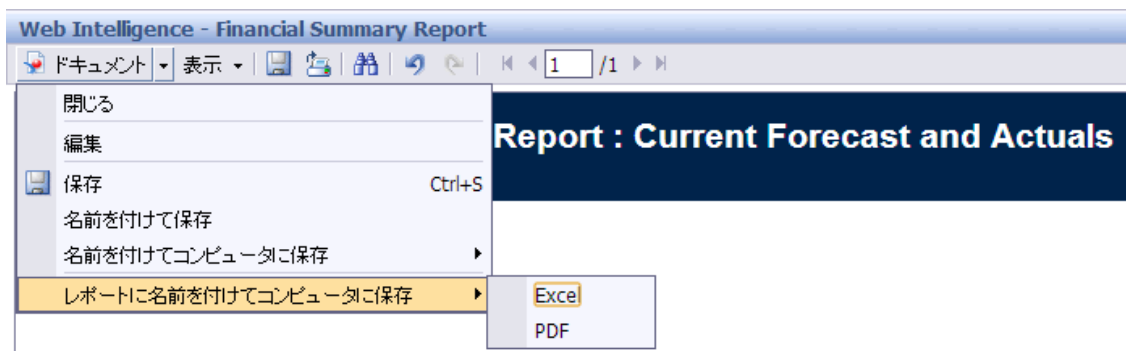 Web Intelligence - Financial Summary Report
ドキュメント 表示 1 /1
閉じる
Report : Current Forecast and Actuals
編集
保存 Ctrl+S
名前を付けて保存
名前を付けてコンピュータに保存
レポートに名前を付けてコンピュータに保存
Excel
PDF